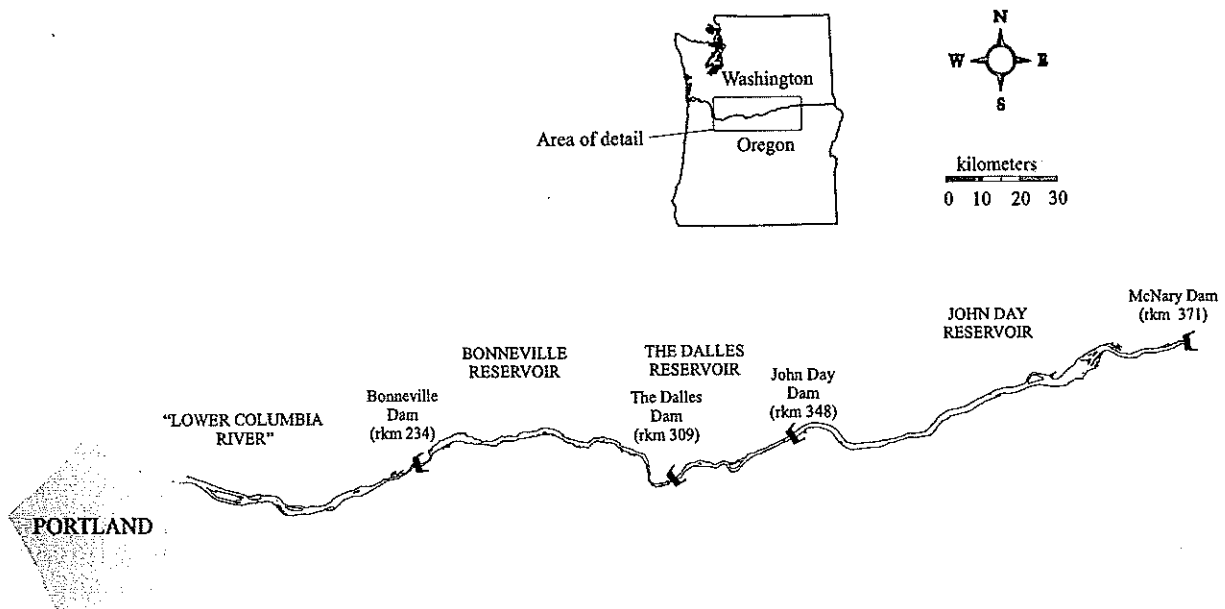 N
W
E
S
Washington
Oregon
Area of detail
kilometers
0 10 20 30
McNary Dam
(rkm 371)
JOHN DAY
RESERVOIR
BONNEVILLE
RESERVOIR
THE DALLES
RESERVOIR
John Day
Dam
(rkm 348)
Bonneville
Dam
(rkm 234)
The Dalles
Dam
(rkm 309)
"LOWER COLUMBIA
RIVER"
PORTLAND